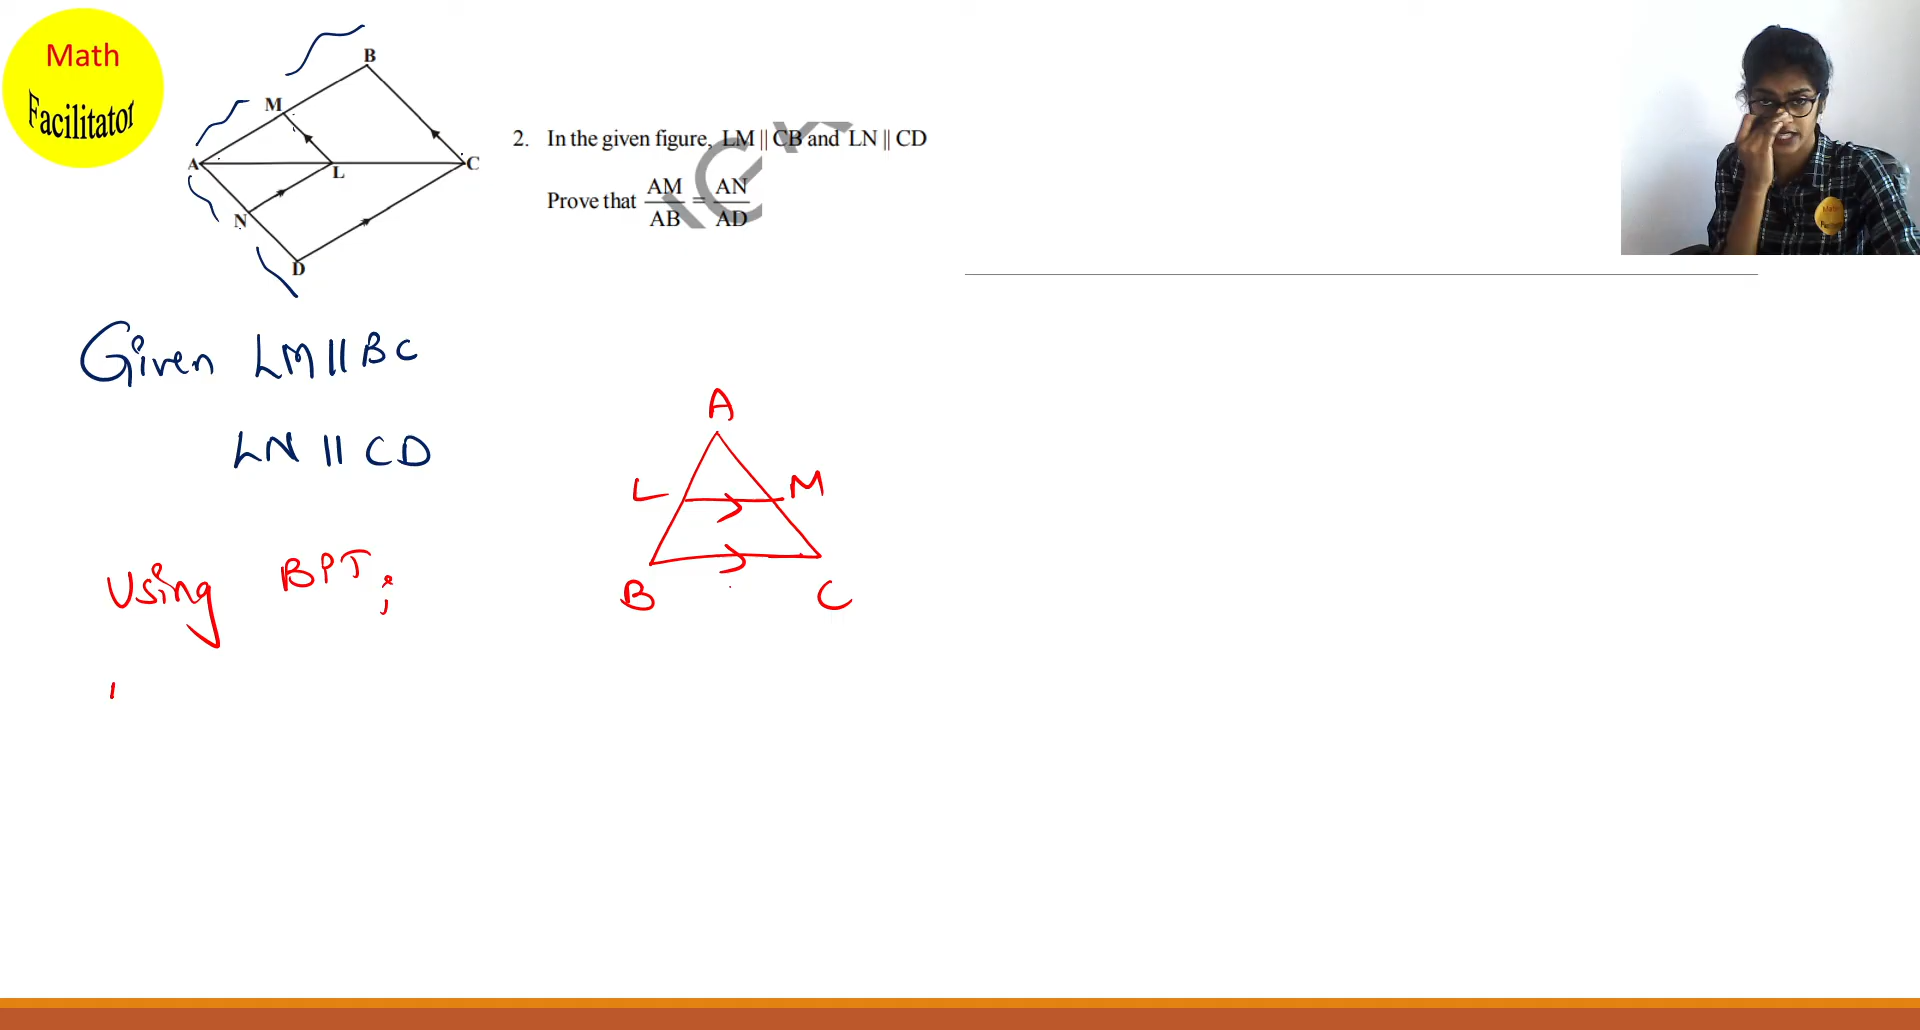 Math
Facilitator
B
M
A
L
C
N
D
2. In the given figure, LM || CB and LN || CD
Prove that AM/AB = AN/AD
Given LM || BC
LN || CD
Using BPT;
A
L M
B C
Math